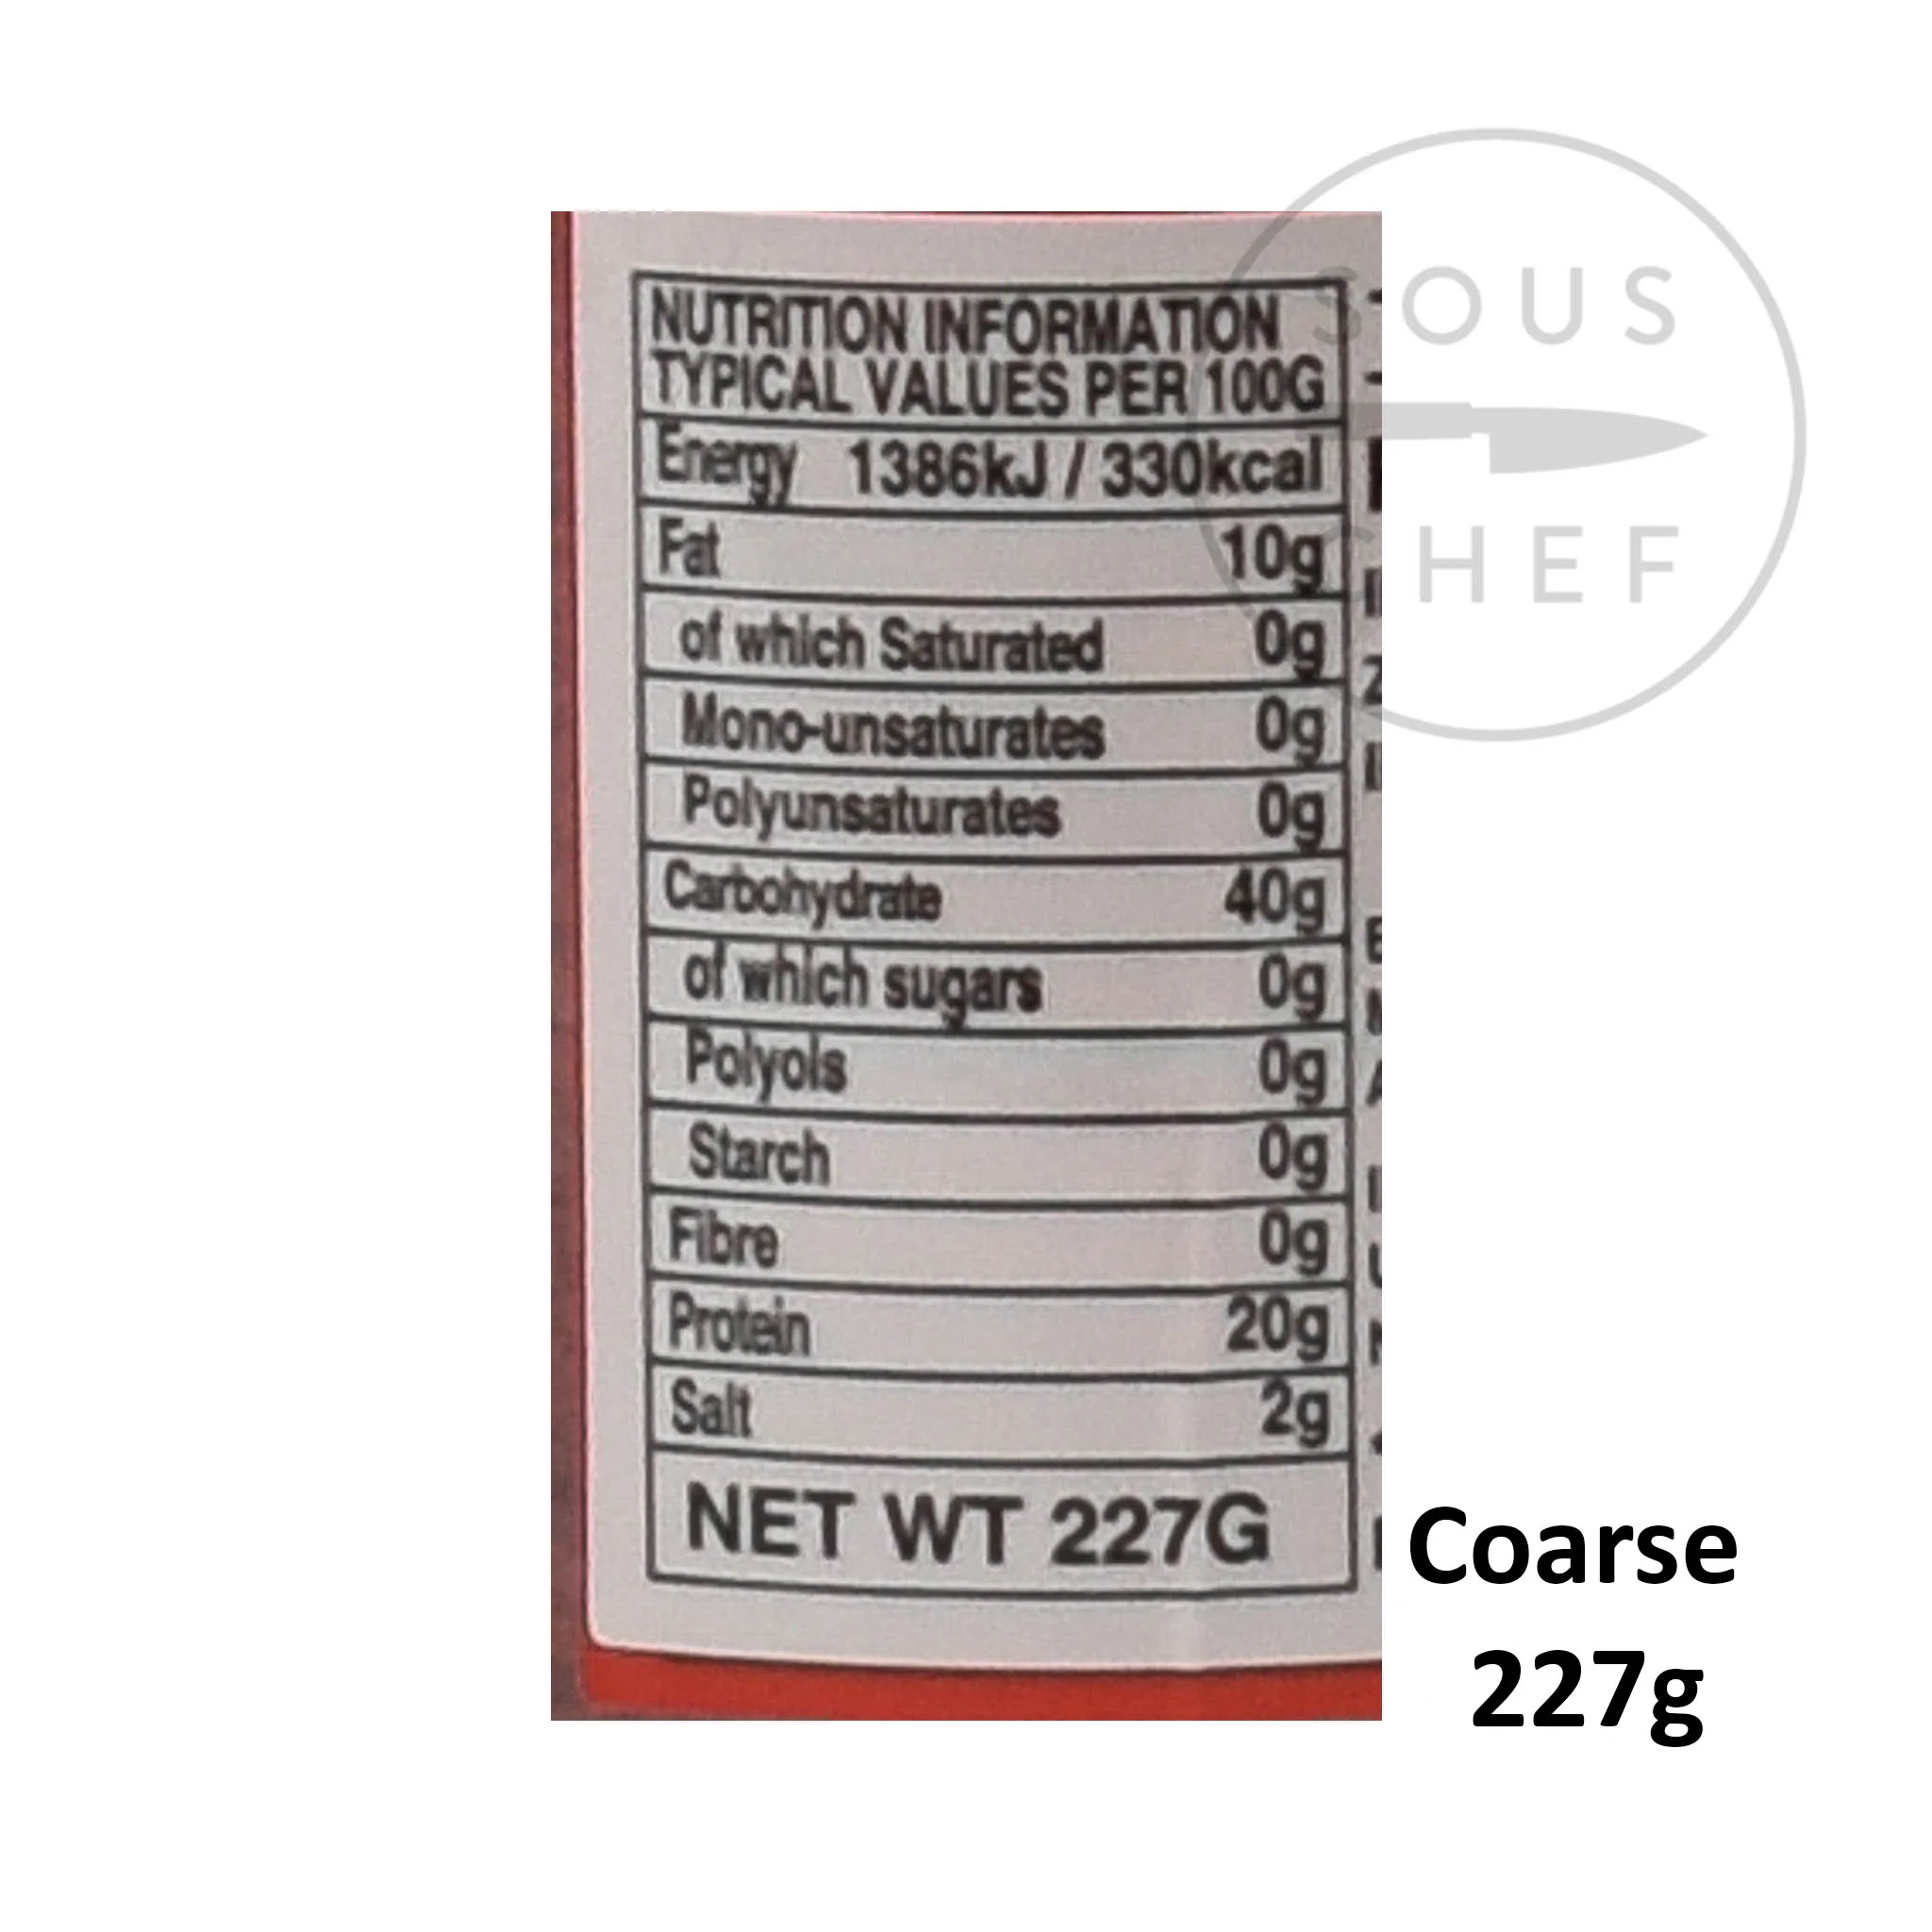 SOUS
CHEF
NUTRITION INFORMATION
TYPICAL VALUES PER 100G
Energy 1386kJ / 330kcal
Fat 10g
of which Saturated 0g
Mono-unsaturates 0g
Polyunsaturates 0g
Carbohydrate 40g
of which sugars 0g
Polyols 0g
Starch 0g
Fibre 0g
Protein 20g
Salt 2g
NET WT 227G
Coarse
227g